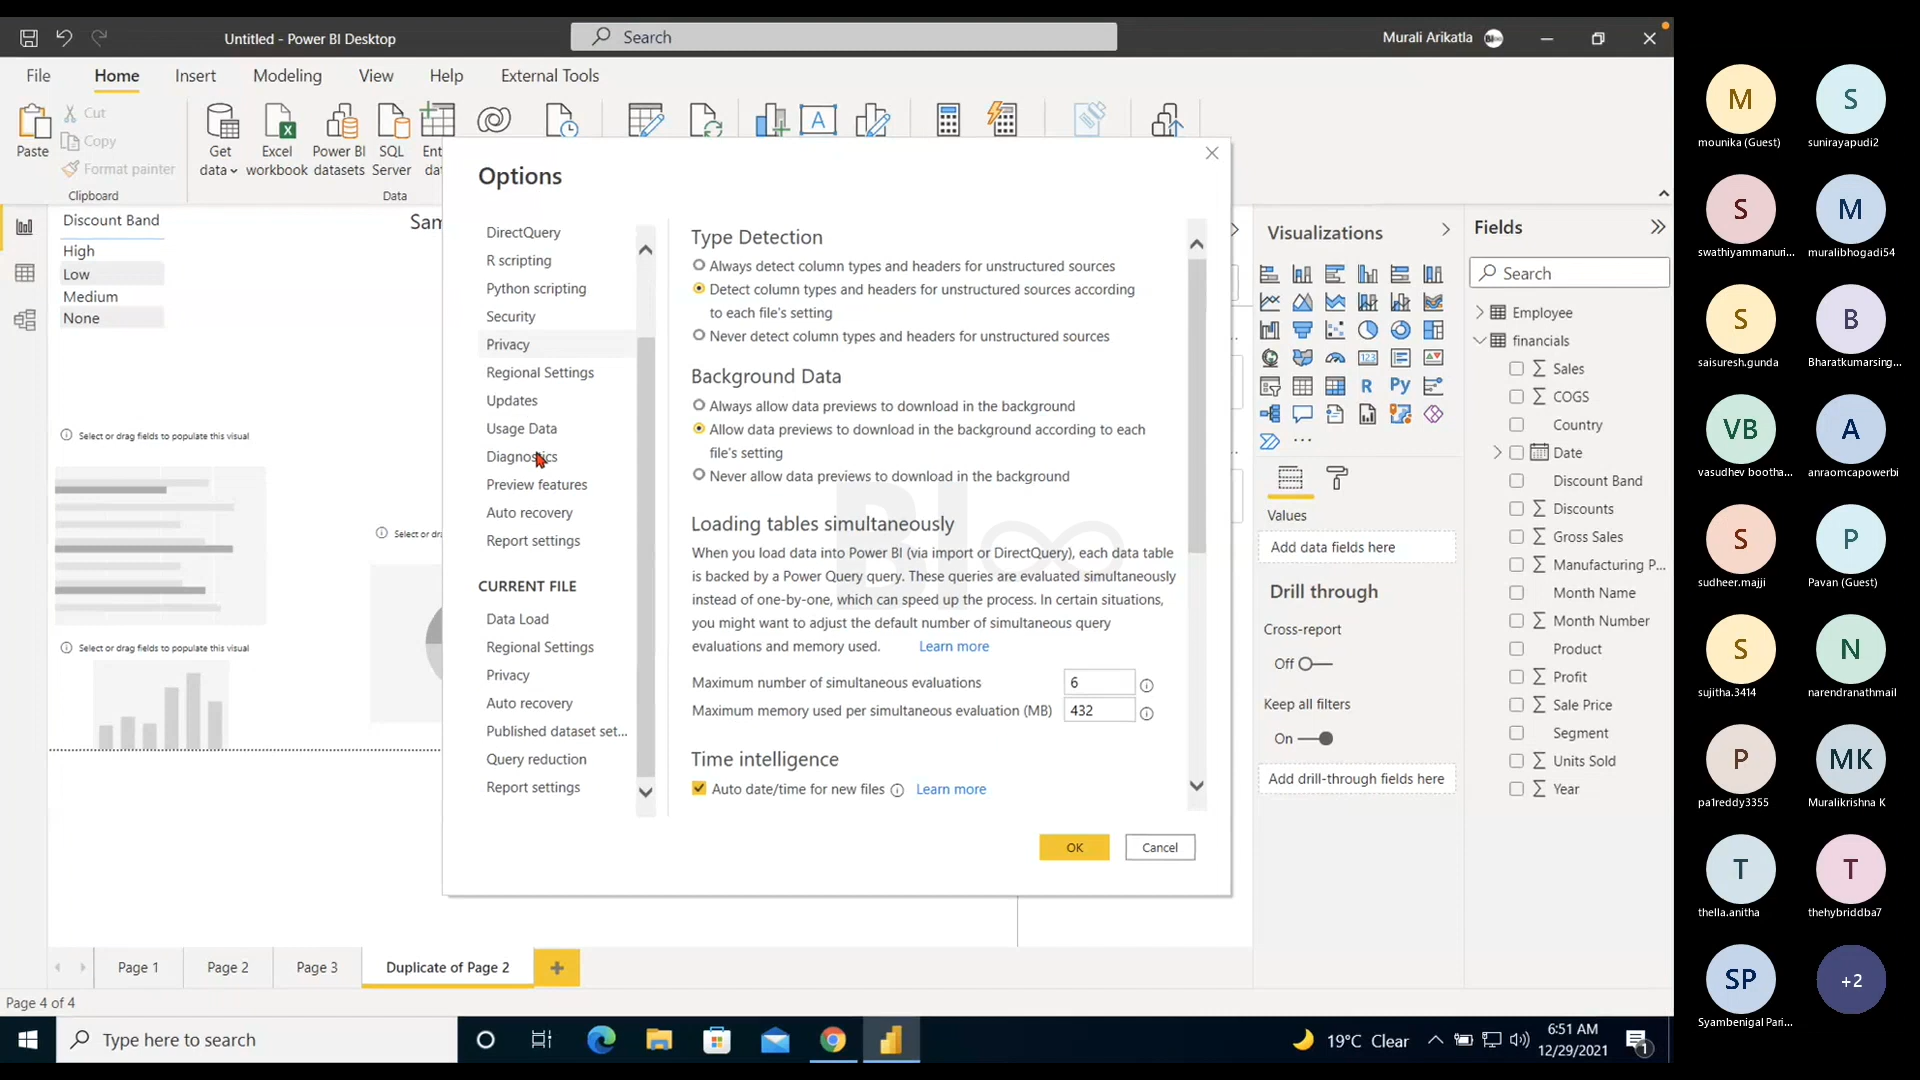 Untitled - Power BI Desktop
Search
Murali Arikatla
File
Home
Insert
Modeling
View
Help
External Tools
Paste
Cut
Copy
Format painter
Clipboard
Get data
Excel workbook
Power BI datasets
SQL Server
Ent
dat
Data
Discount Band
High
Low
Medium
None
Sam
Select or drag fields to populate this visual
Select or dra
Select or drag fields to populate this visual
Options
DirectQuery
R scripting
Python scripting
Security
Privacy
Regional Settings
Updates
Usage Data
Diagnostics
Preview features
Auto recovery
Report settings
CURRENT FILE
Data Load
Regional Settings
Privacy
Auto recovery
Published dataset set...
Query reduction
Report settings
Type Detection
Always detect column types and headers for unstructured sources
Detect column types and headers for unstructured sources according
to each file's setting
Never detect column types and headers for unstructured sources
Background Data
Always allow data previews to download in the background
Allow data previews to download in the background according to each
file's setting
Never allow data previews to download in the background
Loading tables simultaneously
When you load data into Power BI (via import or DirectQuery), each data table
is backed by a Power Query query. These queries are evaluated simultaneously
instead of one-by-one, which can speed up the process. In certain situations,
you might want to adjust the default number of simultaneous query
evaluations and memory used. Learn more
Maximum number of simultaneous evaluations 6
Maximum memory used per simultaneous evaluation (MB) 432
Time intelligence
Auto date/time for new files Learn more
OK
Cancel
BI
Visualizations
123
R
Py
Values
Add data fields here
Drill through
Cross-report
Off
Keep all filters
On
Add drill-through fields here
Fields
Search
Employee
financials
Sales
COGS
Country
Date
Discount Band
Discounts
Gross Sales
Manufacturing P...
Month Name
Month Number
Product
Profit
Sale Price
Segment
Units Sold
Year
Page 1
Page 2
Page 3
Duplicate of Page 2
Page 4 of 4
Type here to search
19°C Clear
6:51 AM
12/29/2021
1
M
mounika (Guest)
S
sunirayapudi2
S
swathiyammanuri...
M
muralibhogadi54
S
saisuresh.gunda
B
Bharatkumarsing...
VB
vasudhev bootha...
A
anraomcapowerbi
S
sudheer.majji
P
Pavan (Guest)
S
sujitha.3414
N
narendranathmail
P
pa1reddy3355
MK
Muralikrishna K
T
thella.anitha
T
thehybriddba7
SP
Syambenigal Pari...
+2